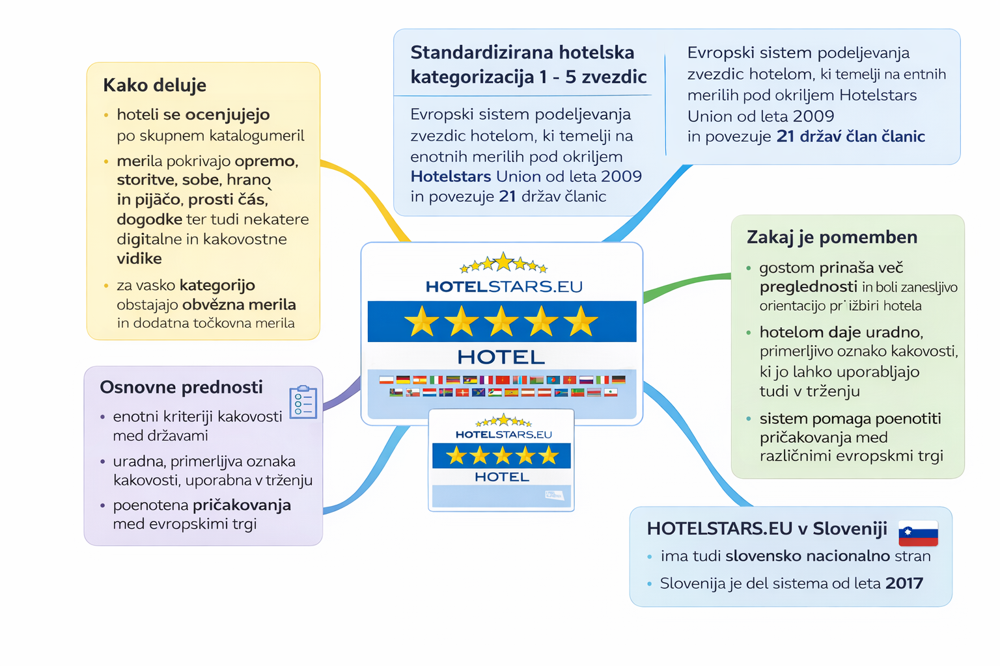 Kako deluje
• hoteli se ocenjujejo
po skupnem katalogumeril
• merila pokrivajo opremo,
storitve, sobe, hrano
in pijāčo, prosti čás,
dogodke ter tudi nekatere
digitalne in kakovostne
vidike
• za vasko kategorijo
obstajajo obvězna merila
in dodatna točkovna merila
Standardizirana hotelska
kategorizacija 1 - 5 zvezdic
Evropski sistem podeljevanja
zvezdic hotelom, ki temelji na
enotnih merilih pod okriljem
Hotelstars Union od leta 2009
in povezuje 21 držav članic
Evropski sistem podeljevanja
zvezdic hotelom, ki temelji na entnih
merilih pod okriljem Hotelstars
Union od leta 2009
in povezuje 21 držav́ član članic
HOTELSTARS.EU
HOTEL
HOTELSTARS.EU
HOTEL
Zakaj je pomemben
• gostom prinaša več
preglednosti in boli zanesljivo
orientacijo pr˙ižbiri hotela
• hotelom daje uradno,
primerljivo oznako kakovosti,
ki jo lahko uporabljajo
tudi v trženju
• sistem pomaga poenotiti
pričakovanja med
različnimi evropskmi trgi
Osnovne prednosti
• enotni kriteriji kakovosti
med državami
• uradna, primerlijva oznaka
kakovosti, uporabna v trženju
• poenotena pričakovanja
med evropskimi trgi
HOTELSTARS.EU v Sloveniji
• ima tudi slovensko nacionalno stran
• Slovenija je del sistema od leta 2017